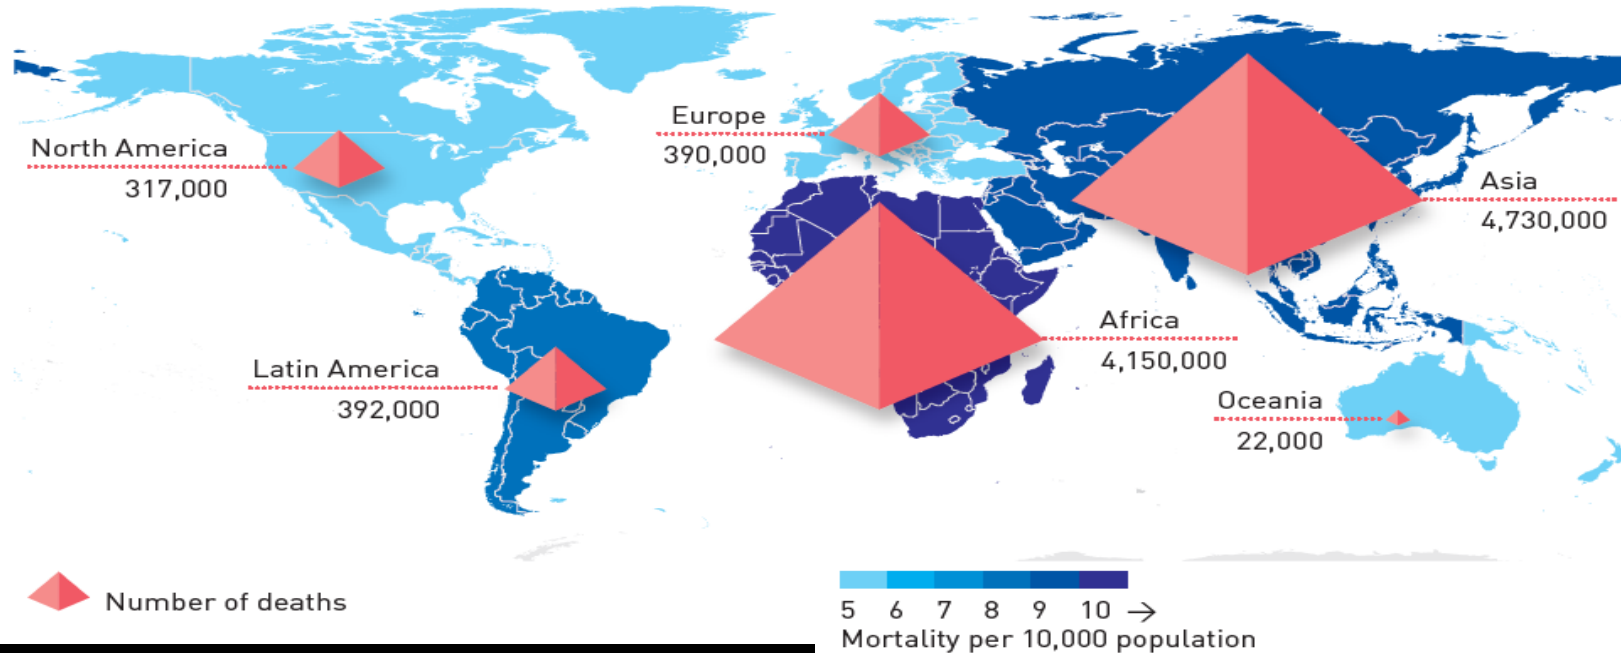 North America
317,000
Europe
390,000
Asia
4,730,000
Latin America
392,000
Africa
4,150,000
Oceania
22,000
Number of deaths
5 6 7 8 9 10 →
Mortality per 10,000 population